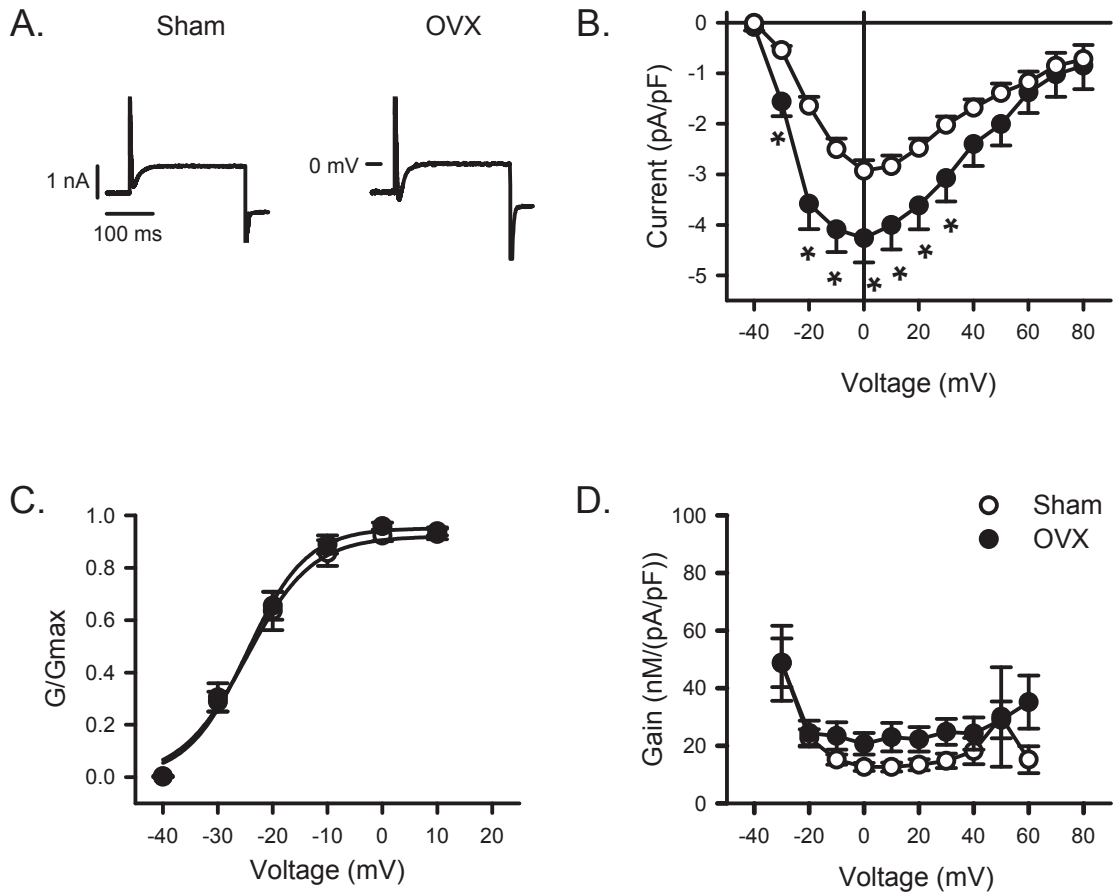 A.
Sham
OVX
1 nA
100 ms
0 mV
B.
Current (pA/pF)
0
-1
-2
-3
-4
-5
* * * * * * *
-40 -20 0 20 40 60 80
Voltage (mV)
C.
G/Gmax
1.0
0.8
0.6
0.4
0.2
0.0
-40 -30 -20 -10 0 10 20
Voltage (mV)
D.
Sham
OVX
Gain (nM/(pA/pF))
100
80
60
40
20
0
-40 -20 0 20 40 60 80
Voltage (mV)